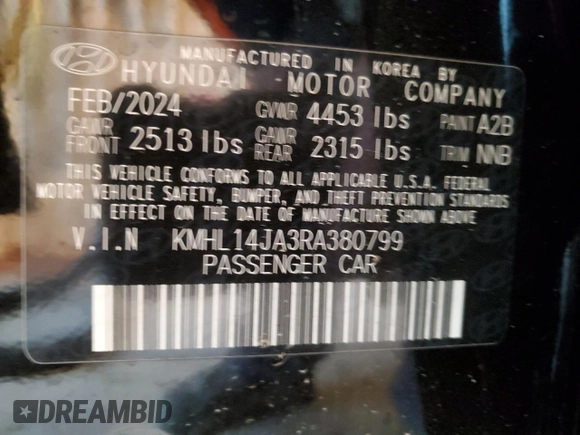 MANUFACTURED IN KOREA BY
HYUNDAI MOTOR COMPANY
FEB/2024 GVWR 4453 lbs PAINT A2B
GAWR FRONT 2513 lbs GAWR REAR 2315 lbs TRIM NNB
THIS VEHICLE CONFORMS TO ALL APPLICABLE U.S.A. FEDERAL
MOTOR VEHICLE SAFETY, BUMPER, AND THEFT PREVENTION STANDARDS
IN EFFECT ON THE DATE OF MANUFACTURE SHOWN ABOVE.
V.I.N KMHL14JA3RA380799
PASSENGER CAR
DREAMBID